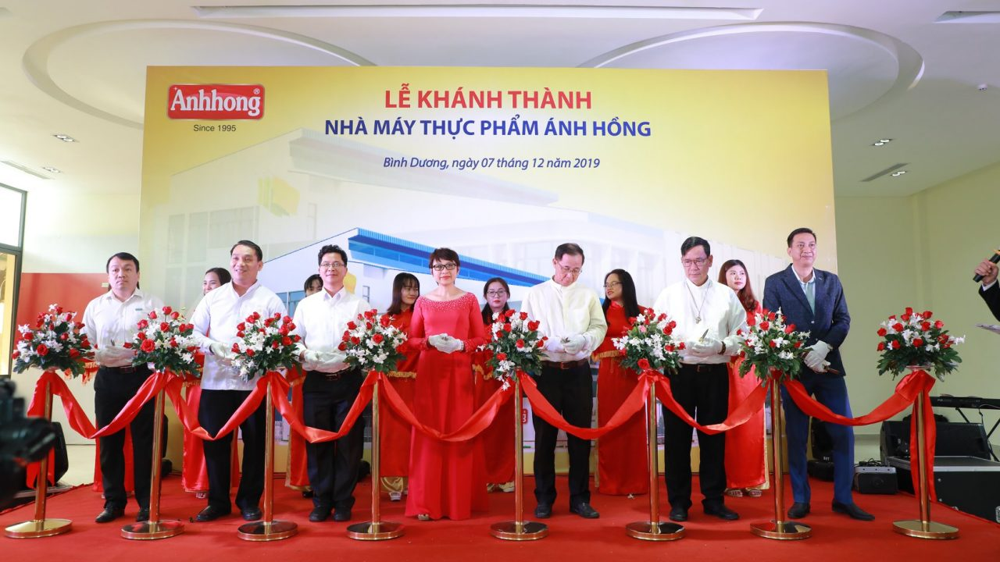 Anhhong®
Since 1995
LỄ KHÁNH THÀNH
NHÀ MÁY THỰC PHẨM ÁNH HỒNG
Bình Dương, ngày 07 tháng 12 năm 2019